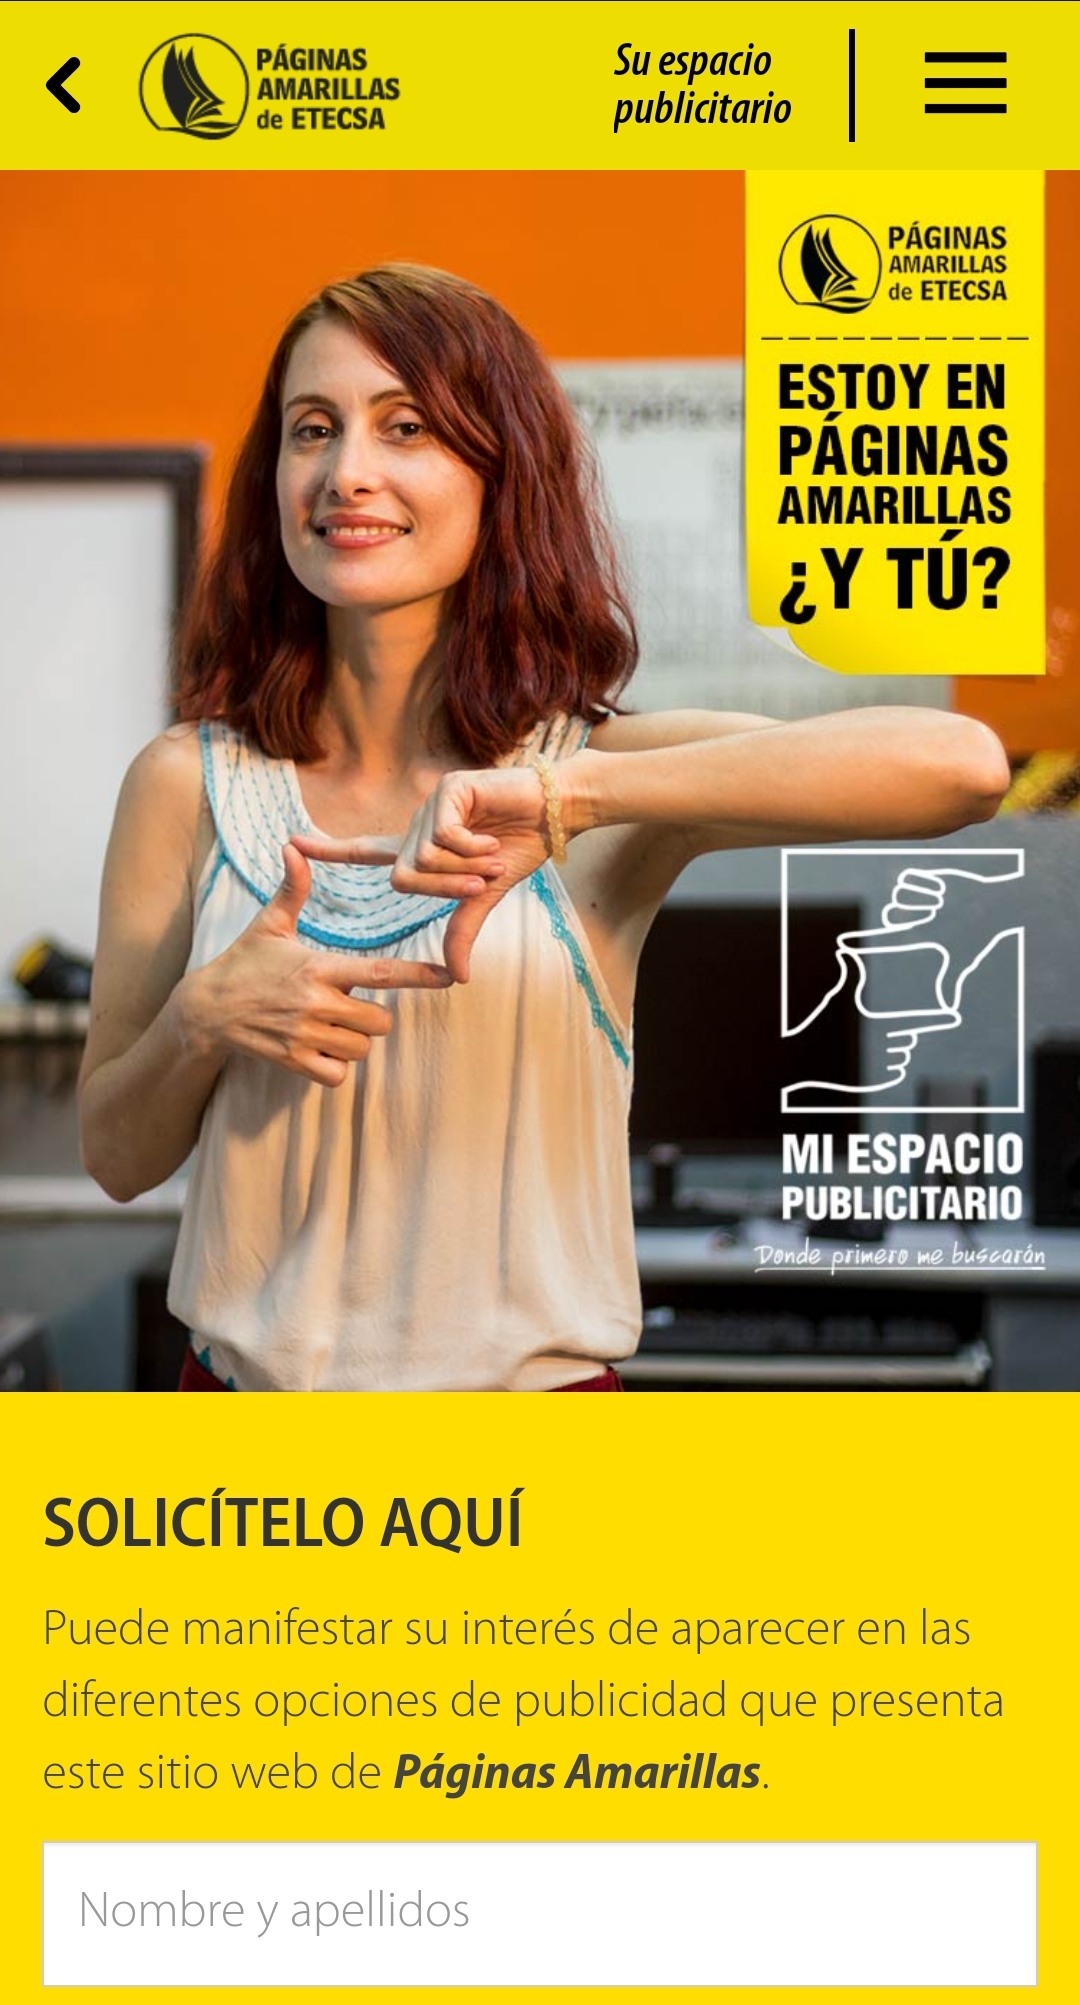 PÁGINAS
AMARILLAS
de ETECSA
Su espacio
publicitario
PÁGINAS
AMARILLAS
de ETECSA
ESTOY EN
PÁGINAS
AMARILLAS
¿Y TÚ?
MI ESPACIO
PUBLICITARIO
Donde primero me buscarán
SOLICÍTELO AQUÍ
Puede manifestar su interés de aparecer en las
diferentes opciones de publicidad que presenta
este sitio web de Páginas Amarillas.
Nombre y apellidos